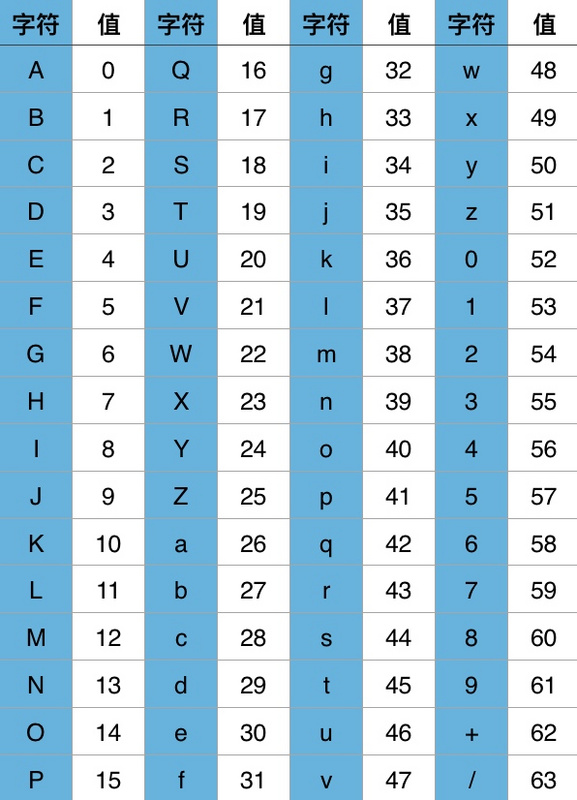 字符 值 字符 值 字符 值 字符 值
A 0 Q 16 g 32 w 48
B 1 R 17 h 33 x 49
C 2 S 18 i 34 y 50
D 3 T 19 j 35 z 51
E 4 U 20 k 36 0 52
F 5 V 21 l 37 1 53
G 6 W 22 m 38 2 54
H 7 X 23 n 39 3 55
I 8 Y 24 o 40 4 56
J 9 Z 25 p 41 5 57
K 10 a 26 q 42 6 58
L 11 b 27 r 43 7 59
M 12 c 28 s 44 8 60
N 13 d 29 t 45 9 61
O 14 e 30 u 46 + 62
P 15 f 31 v 47 / 63